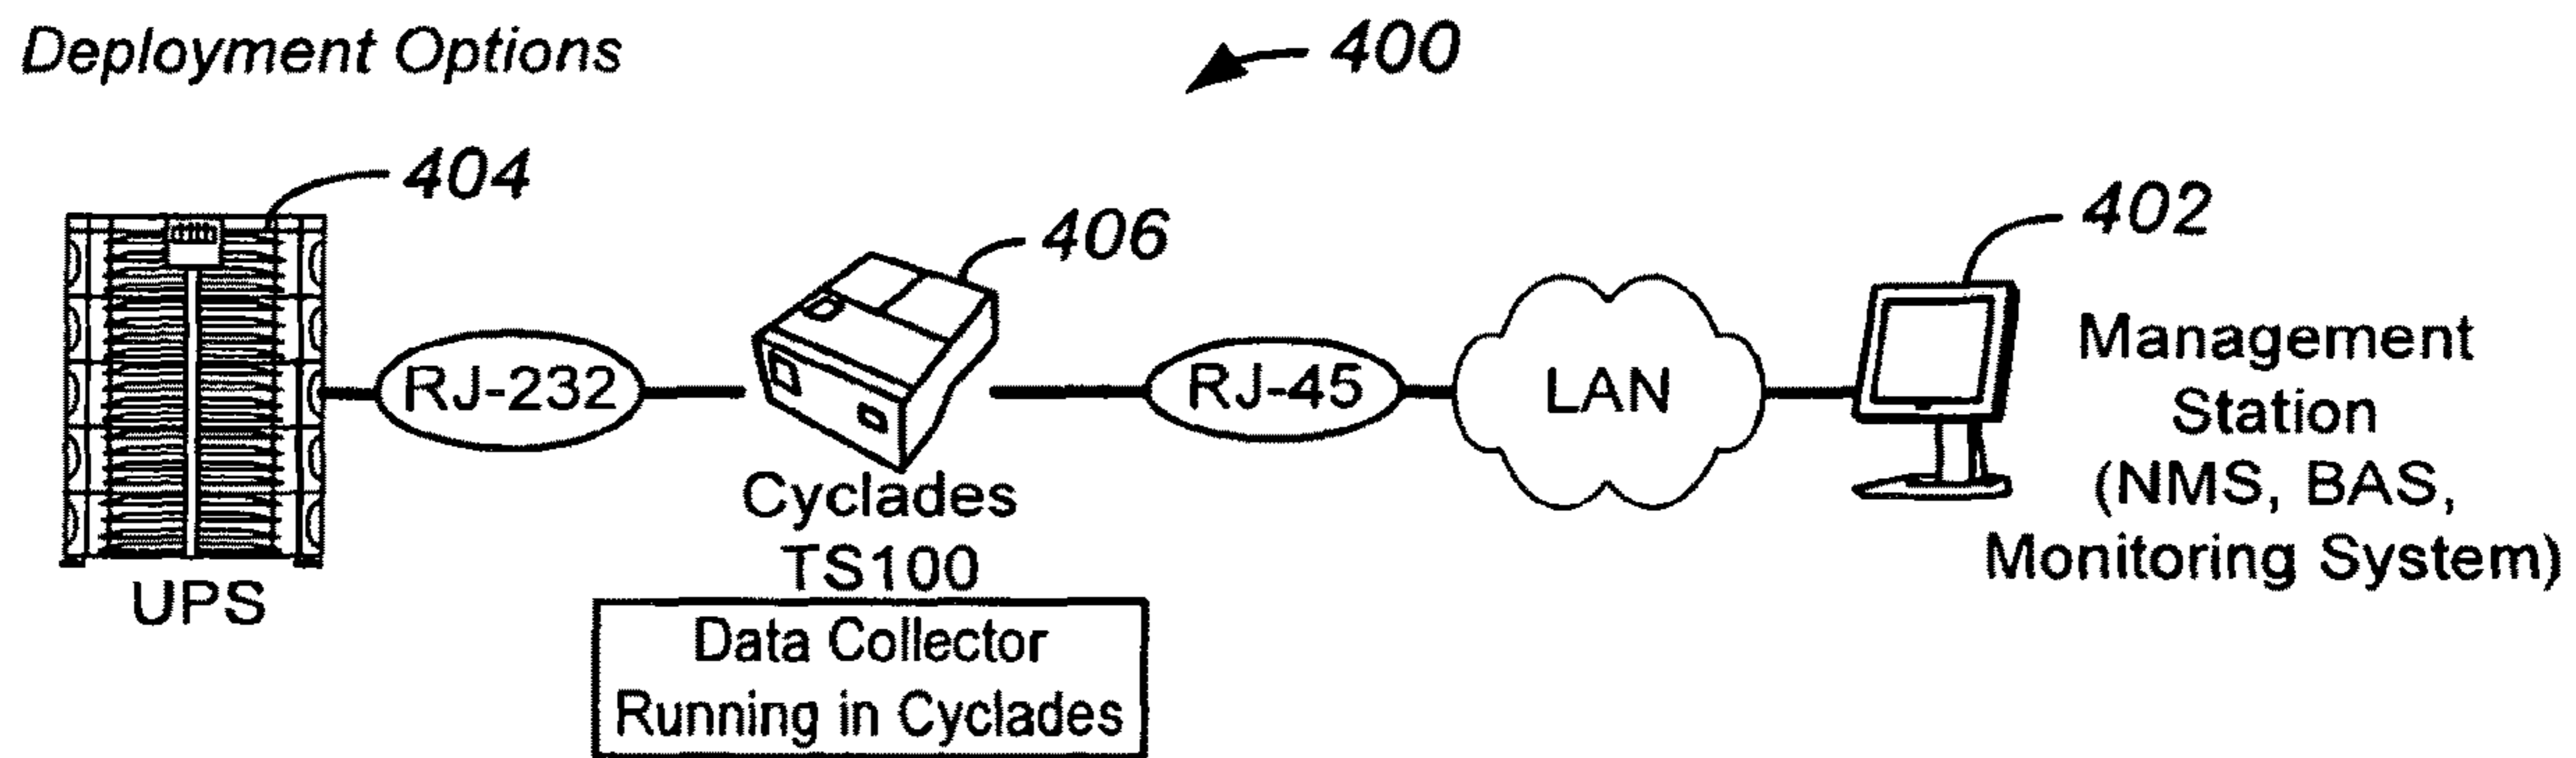 Deployment Options
400
404
406
402
RJ-232
RJ-45
LAN
Management
Station
(NMS, BAS,
Monitoring System)
UPS
Cyclades
TS100
Data Collector
Running in Cyclades